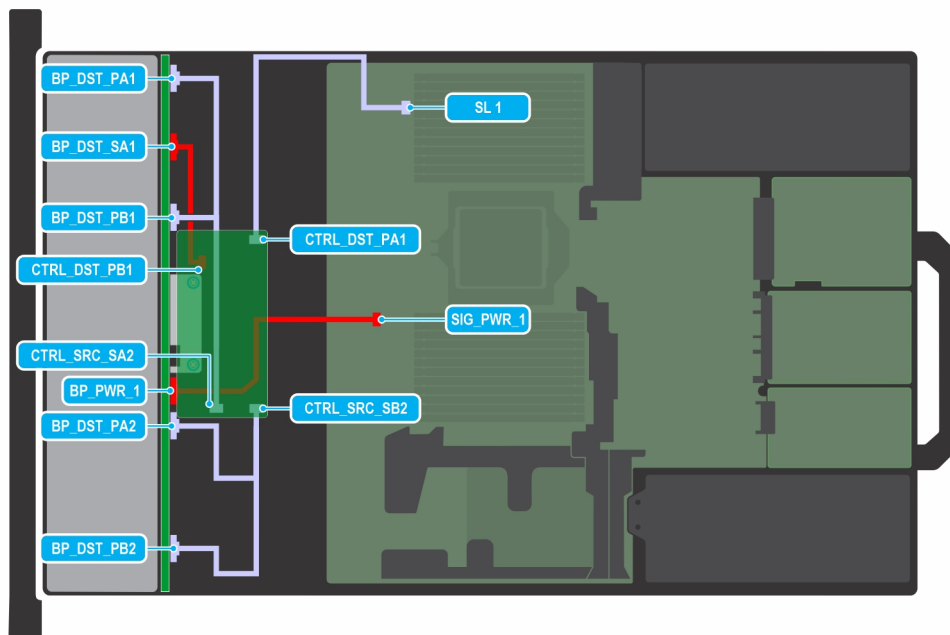 BP_DST_PA1
SL 1
BP_DST_SA1
BP_DST_PB1
CTRL_DST_PA1
CTRL_DST_PB1
SIG_PWR_1
CTRL_SRC_SA2
BP_PWR_1
CTRL_SRC_SB2
BP_DST_PA2
BP_DST_PB2